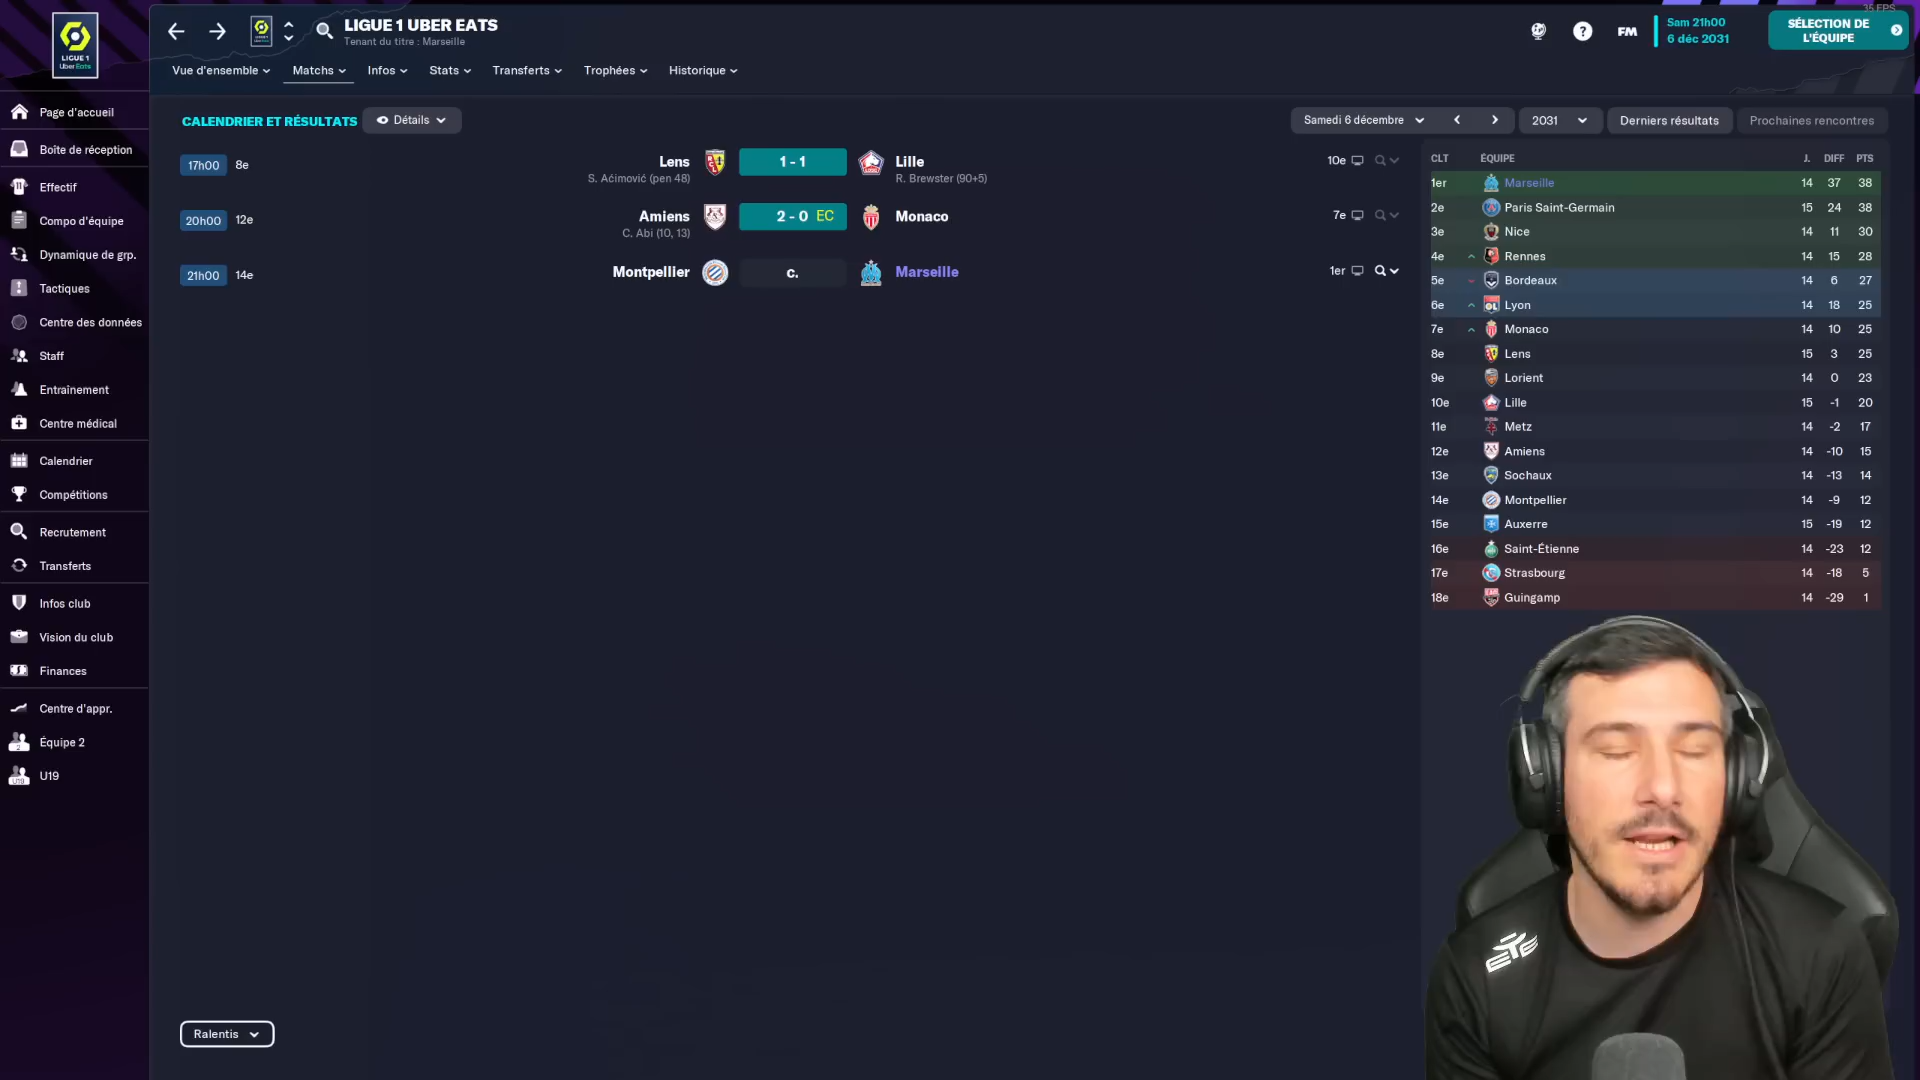 35 FPS
LIGUE 1
Uber Eats
LIGUE 1 UBER EATS
Tenant du titre : Marseille
FM
Sam 21h00
6 déc 2031
SÉLECTION DE
L'ÉQUIPE
Vue d'ensemble
Matchs
Infos
Stats
Transferts
Trophées
Historique
Page d'accueil
Boîte de réception
Effectif
Compo d'équipe
Dynamique de grp.
Tactiques
Centre des données
Staff
Entraînement
Centre médical
Calendrier
Compétitions
Recrutement
Transferts
Infos club
Vision du club
Finances
Centre d'appr.
Équipe 2
U19
CALENDRIER ET RÉSULTATS
Détails
Samedi 6 décembre
2031
Derniers résultats
Prochaines rencontres
17h00 8e Lens 1 - 1 Lille 10e
S. Aćimović (pen 48) R. Brewster (90+5)
20h00 12e Amiens 2 - 0 EC Monaco 7e
C. Abi (10, 13)
21h00 14e Montpellier c. Marseille 1er
CLT ÉQUIPE J. DIFF PTS
1er Marseille 14 37 38
2e Paris Saint-Germain 15 24 38
3e Nice 14 11 30
4e Rennes 14 15 28
5e Bordeaux 14 6 27
6e Lyon 14 18 25
7e Monaco 14 10 25
8e Lens 15 3 25
9e Lorient 14 0 23
10e Lille 15 -1 20
11e Metz 14 -2 17
12e Amiens 14 -10 15
13e Sochaux 14 -13 14
14e Montpellier 14 -9 12
15e Auxerre 15 -19 12
16e Saint-Étienne 14 -23 12
17e Strasbourg 14 -18 5
18e Guingamp 14 -29 1
Ralentis